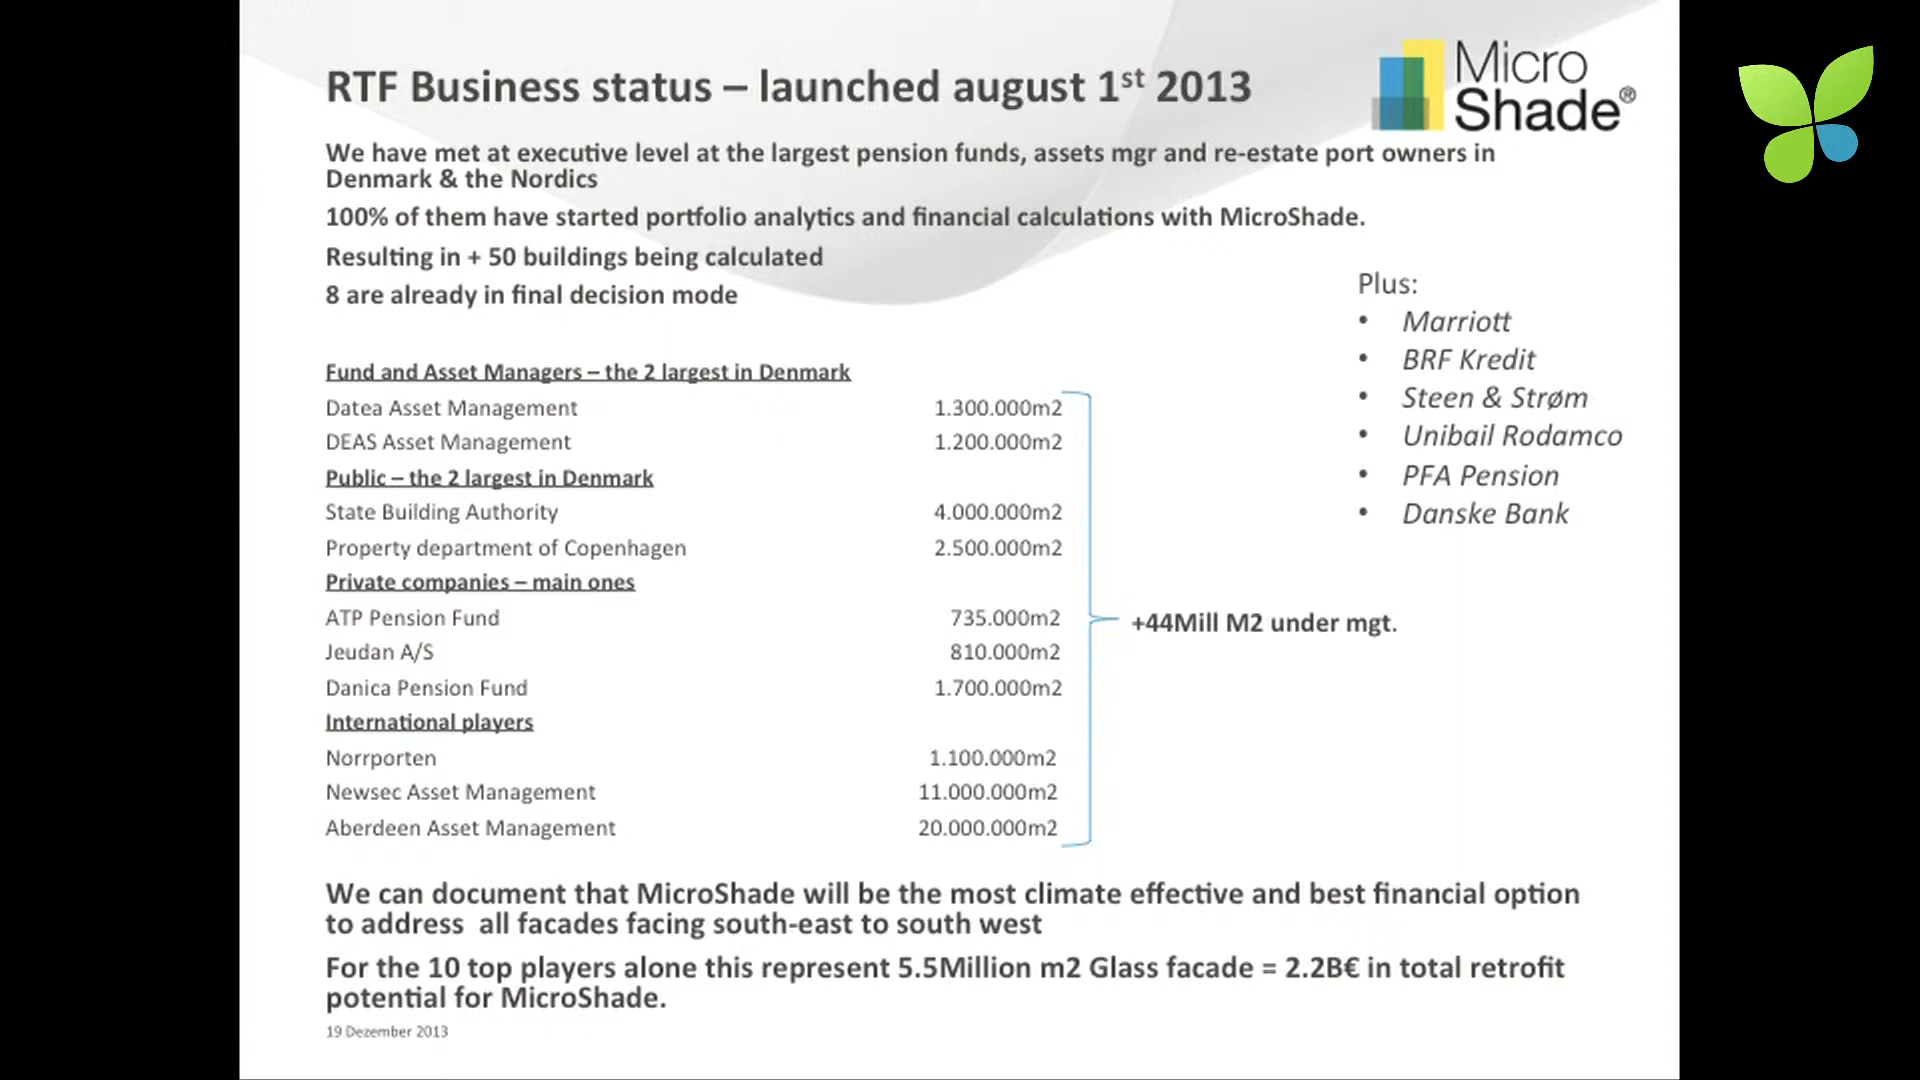 RTF Business status – launched august 1st 2013
Micro
Shade®
We have met at executive level at the largest pension funds, assets mgr and re-estate port owners in
Denmark & the Nordics
100% of them have started portfolio analytics and financial calculations with MicroShade.
Resulting in + 50 buildings being calculated
8 are already in final decision mode
Plus:
• Marriott
• BRF Kredit
• Steen & Strøm
• Unibail Rodamco
• PFA Pension
• Danske Bank
Fund and Asset Managers – the 2 largest in Denmark
Datea Asset Management 1.300.000m2
DEAS Asset Management 1.200.000m2
Public – the 2 largest in Denmark
State Building Authority 4.000.000m2
Property department of Copenhagen 2.500.000m2
Private companies – main ones
ATP Pension Fund 735.000m2
Jeudan A/S 810.000m2
Danica Pension Fund 1.700.000m2
International players
Norrporten 1.100.000m2
Newsec Asset Management 11.000.000m2
Aberdeen Asset Management 20.000.000m2
+44Mill M2 under mgt.
We can document that MicroShade will be the most climate effective and best financial option
to address all facades facing south-east to south west
For the 10 top players alone this represent 5.5Million m2 Glass facade = 2.2B€ in total retrofit
potential for MicroShade.
19 Dezember 2013